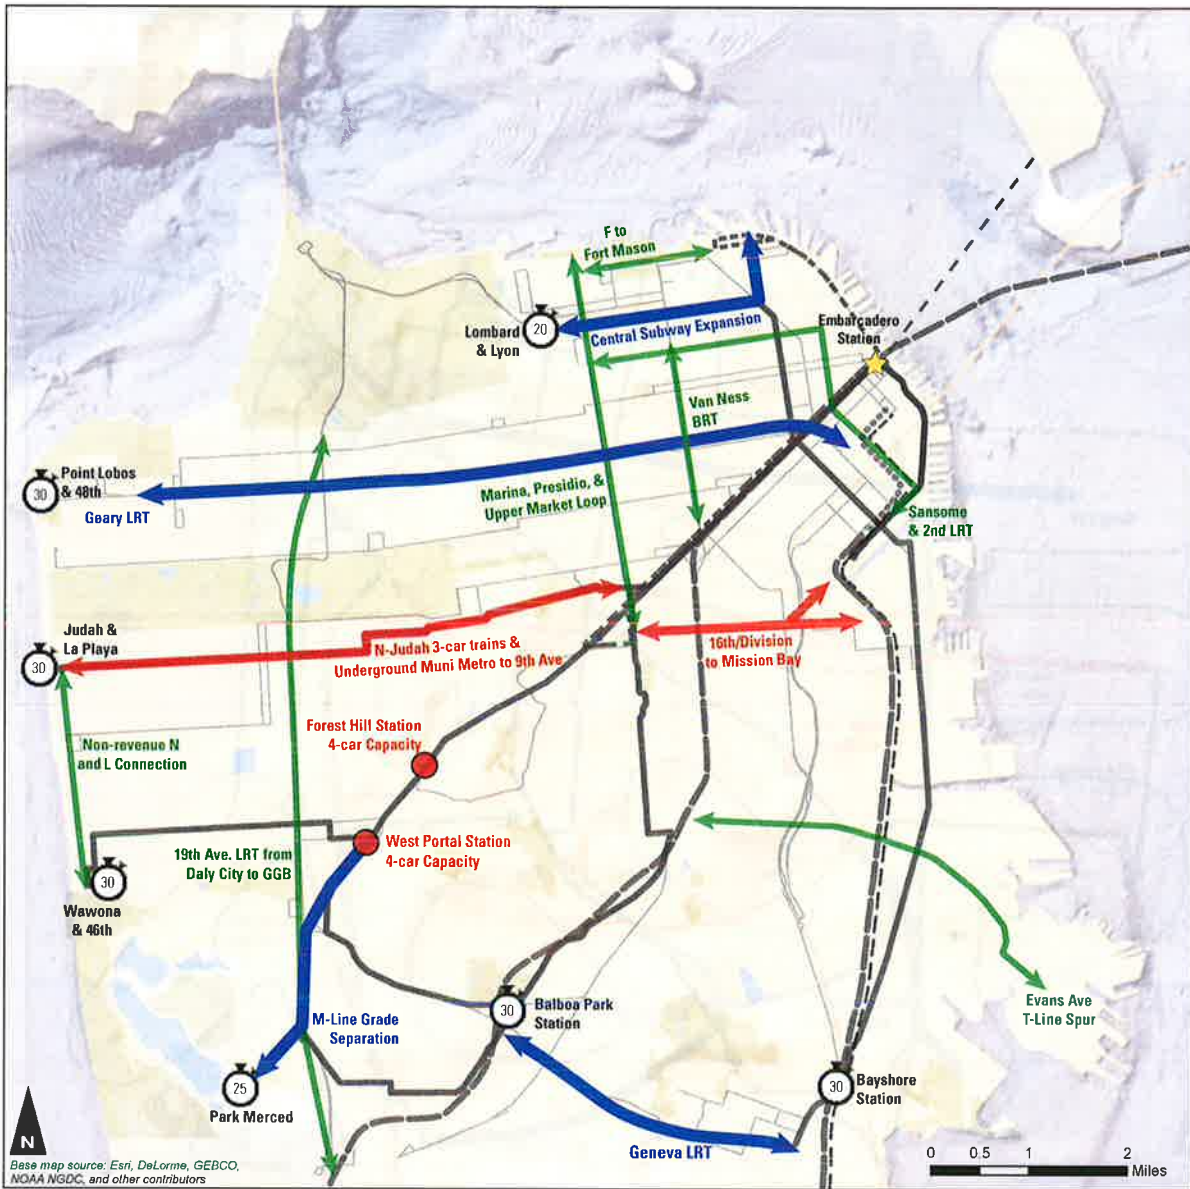 F to
Fort Mason
Embarcadero
Station
Lombard
& Lyon
20
Central Subway Expansion
Van Ness
BRT
Point Lobos
& 48th
30
Geary LRT
Marina, Presidio, &
Upper Market Loop
Sansome
& 2nd LRT
Judah &
La Playa
30
N-Judah 3-car trains &
Underground Muni Metro to 9th Ave
16th/Division
to Mission Bay
Forest Hill Station
4-car Capacity
Non-revenue N
and L Connection
West Portal Station
4-car Capacity
19th Ave. LRT from
Daly City to GGB
30
Wawona
& 46th
Balboa Park
Station
30
Evans Ave
T-Line Spur
M-Line Grade
Separation
25
Park Merced
30
Bayshore
Station
Geneva LRT
N
Base map source: Esri, DeLorme, GEBCO,
NOAA NGDC, and other contributors
0 0.5 1 2
Miles